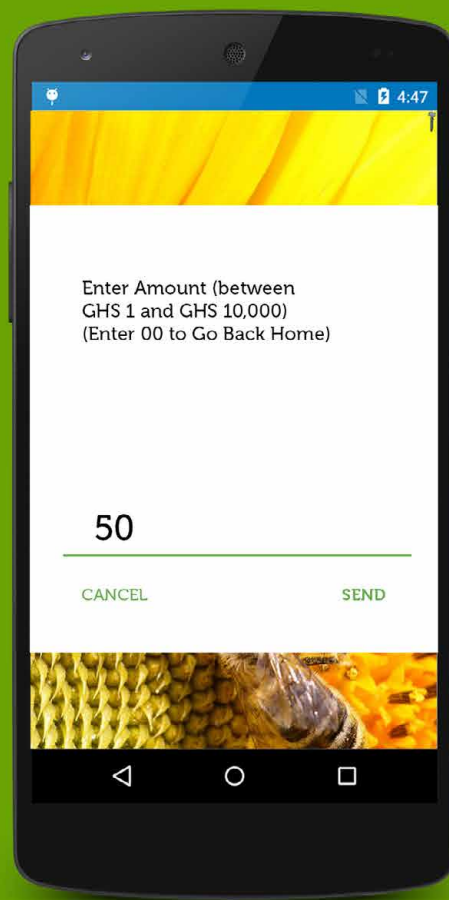 4:47
Enter Amount (between
GHS 1 and GHS 10,000)
(Enter 00 to Go Back Home)
50
CANCEL SEND